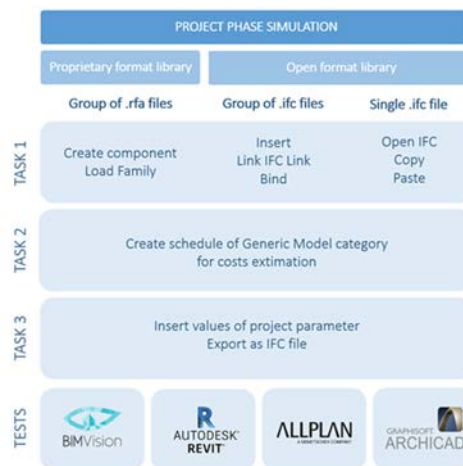 PROJECT PHASE SIMULATION
Proprietary format library
Open format library
Group of .rfa files
Group of .ifc files
Single .ifc file
TASK 1
Create component
Load Family
Insert
Link IFC Link
Bind
Open IFC
Copy
Paste
TASK 2
Create schedule of Generic Model category
for costs extimation
TASK 3
Insert values of project parameter
Export as IFC file
TESTS
BIMVision
AUTODESK®
REVIT®
ALLPLAN
A NEMETSCHEK COMPANY
GRAPHISOFT
ARCHICAD